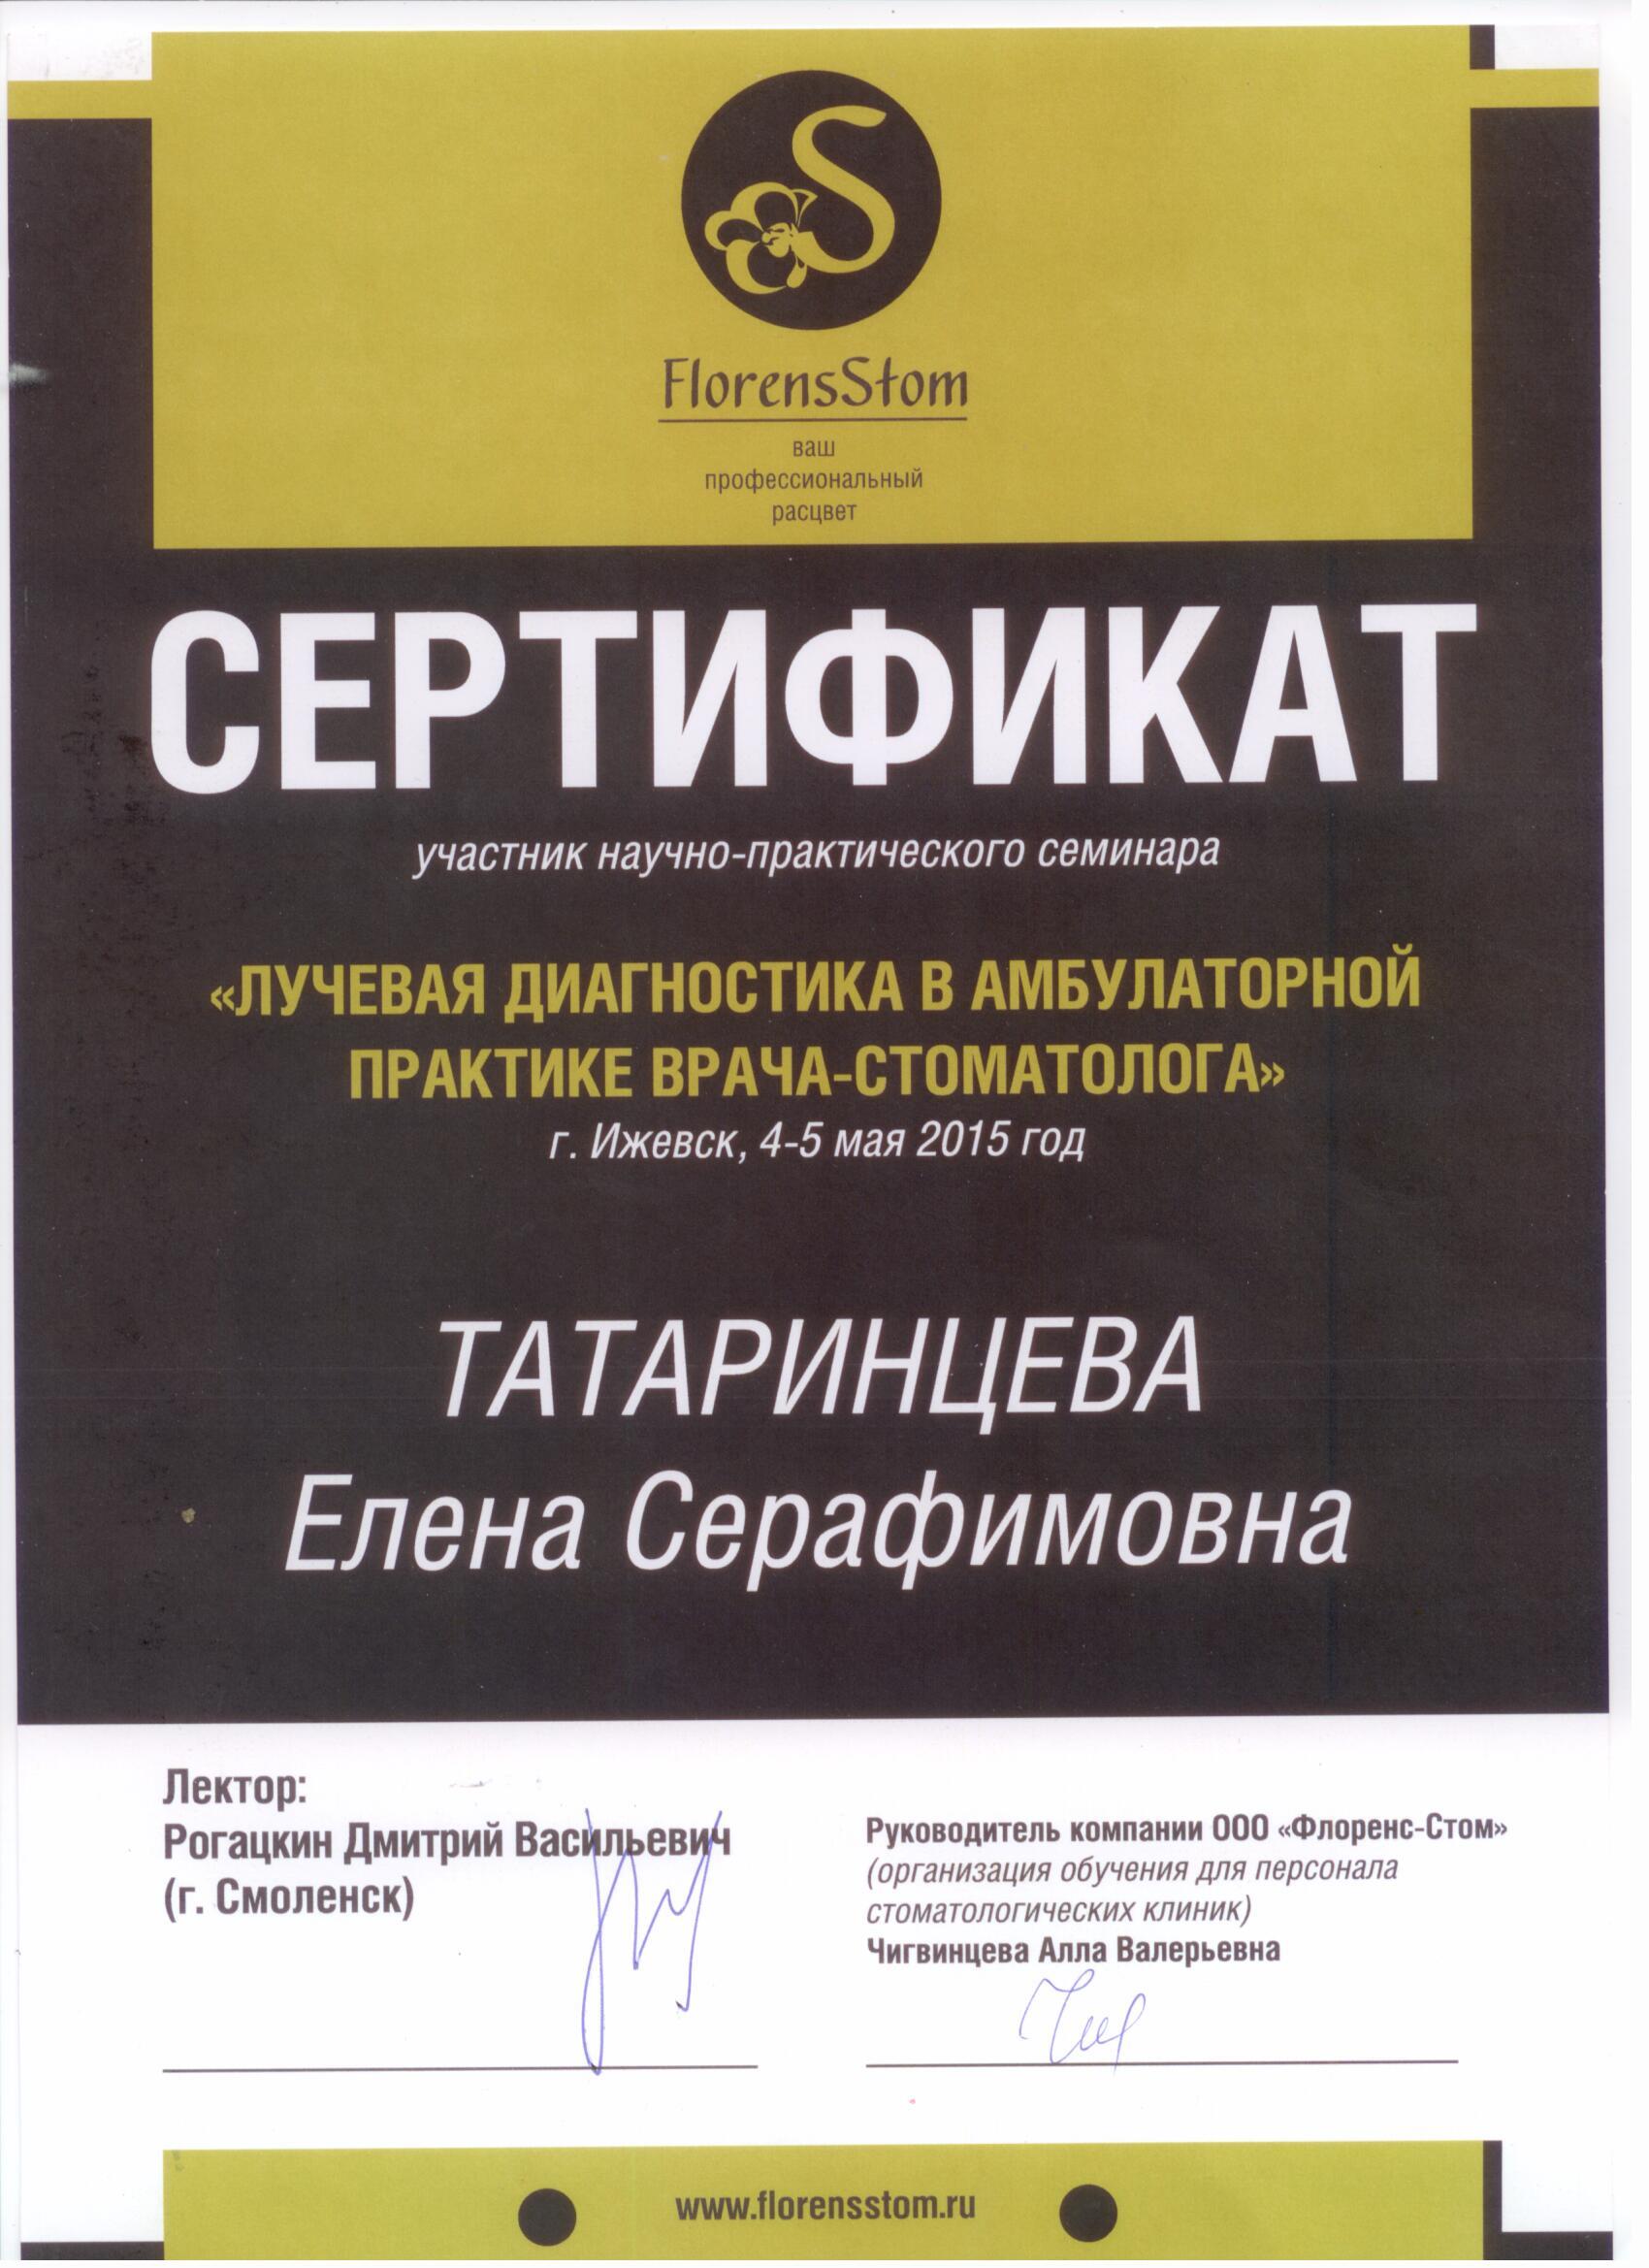 S
FlorensStom
ваш
профессиональный
расцвет
СЕРТИФИКАТ
участник научно-практического семинара
«ЛУЧЕВАЯ ДИАГНОСТИКА В АМБУЛАТОРНОЙ
ПРАКТИКЕ ВРАЧА-СТОМАТОЛОГА»
г. Ижевск, 4-5 мая 2015 год
ТАТАРИНЦЕВА
Елена Серафимовна
Лектор:
Рогацкин Дмитрий Васильевич
(г. Смоленск)
Руководитель компании ООО «Флоренс-Стом»
(организация обучения для персонала
стоматологических клиник)
Чигвинцева Алла Валерьевна
www.florensstom.ru